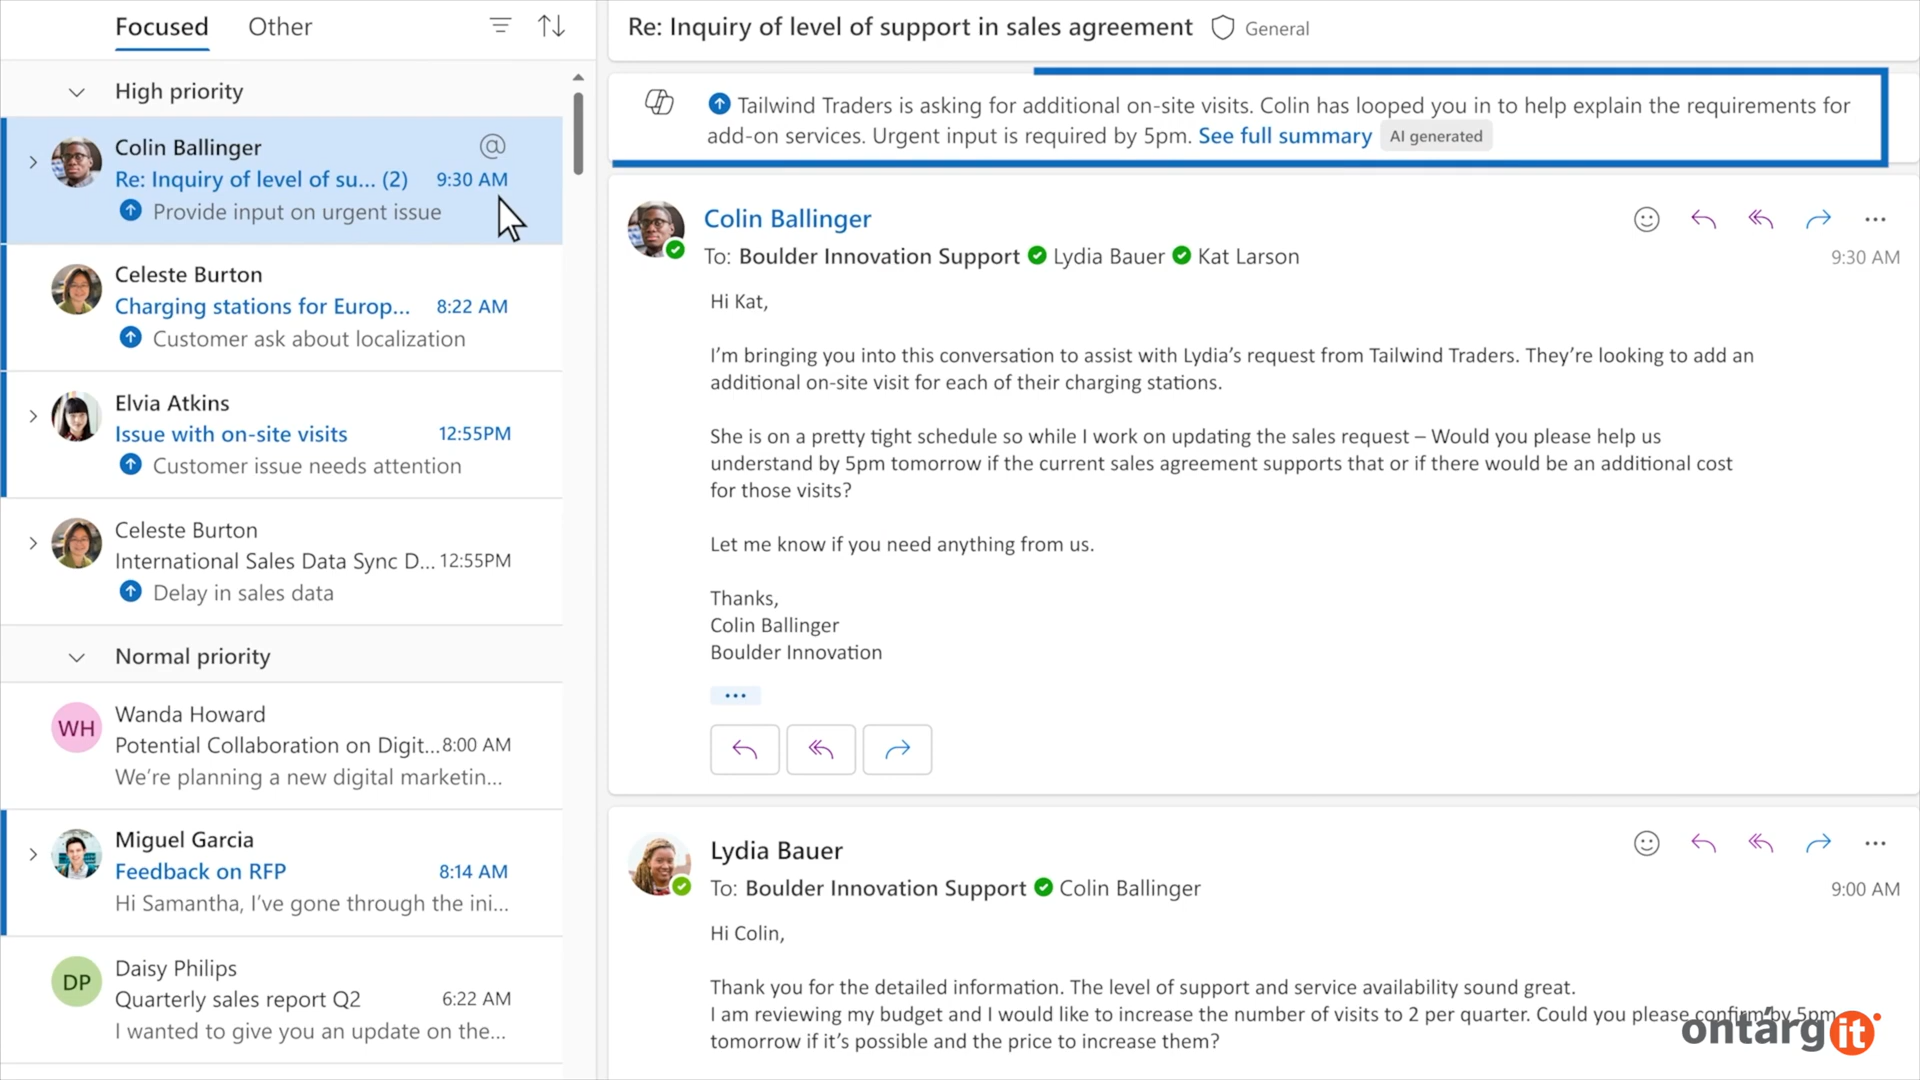 Focused
Other
High priority
Colin Ballinger
@
Re: Inquiry of level of su... (2)
9:30 AM
Provide input on urgent issue
Celeste Burton
Charging stations for Europ...
8:22 AM
Customer ask about localization
Elvia Atkins
Issue with on-site visits
12:55PM
Customer issue needs attention
Celeste Burton
International Sales Data Sync D...
12:55PM
Delay in sales data
Normal priority
WH
Wanda Howard
Potential Collaboration on Digit...
8:00 AM
We're planning a new digital marketin...
Miguel Garcia
Feedback on RFP
8:14 AM
Hi Samantha, I've gone through the ini...
DP
Daisy Philips
Quarterly sales report Q2
6:22 AM
I wanted to give you an update on the...
Re: Inquiry of level of support in sales agreement
General
Tailwind Traders is asking for additional on-site visits. Colin has looped you in to help explain the requirements for
add-on services. Urgent input is required by 5pm. See full summary AI generated
Colin Ballinger
To: Boulder Innovation Support Lydia Bauer Kat Larson
9:30 AM
Hi Kat,
I'm bringing you into this conversation to assist with Lydia's request from Tailwind Traders. They're looking to add an
additional on-site visit for each of their charging stations.
She is on a pretty tight schedule so while I work on updating the sales request – Would you please help us
understand by 5pm tomorrow if the current sales agreement supports that or if there would be an additional cost
for those visits?
Let me know if you need anything from us.
Thanks,
Colin Ballinger
Boulder Innovation
Lydia Bauer
To: Boulder Innovation Support Colin Ballinger
9:00 AM
Hi Colin,
Thank you for the detailed information. The level of support and service availability sound great.
I am reviewing my budget and I would like to increase the number of visits to 2 per quarter. Could you please confirm by 5pm
tomorrow if it's possible and the price to increase them?
ontárgit